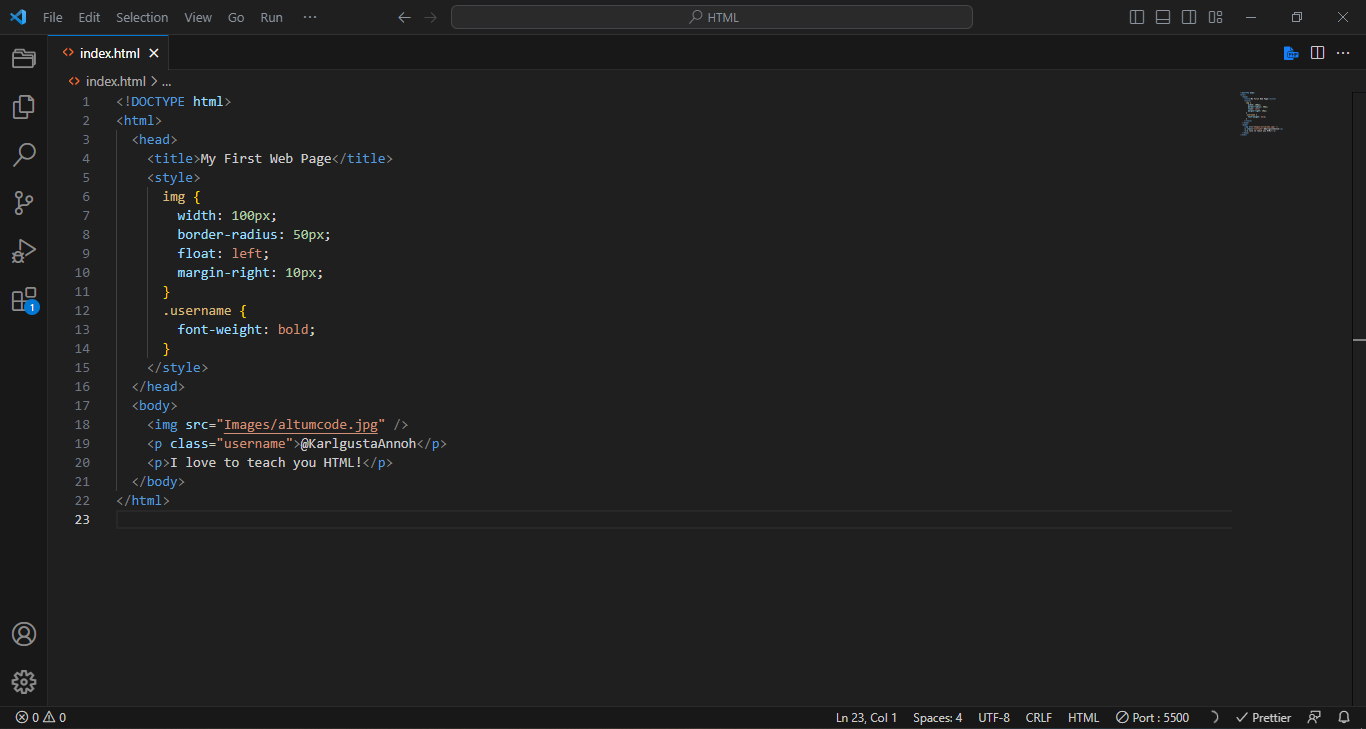 File Edit Selection View Go Run ··· HTML
index.html
index.html > ...
1 <!DOCTYPE html>
2 <html>
3 <head>
4 <title>My First Web Page</title>
5 <style>
6 img {
7 width: 100px;
8 border-radius: 50px;
9 float: left;
10 margin-right: 10px;
11 }
12 .username {
13 font-weight: bold;
14 }
15 </style>
16 </head>
17 <body>
18 <img src="Images/altumcode.jpg" />
19 <p class="username">@KarlgustaAnnoh</p>
20 <p>I love to teach you HTML!</p>
21 </body>
22 </html>
23
1
0 0 Ln 23, Col 1 Spaces: 4 UTF-8 CRLF HTML Port : 5500 Prettier